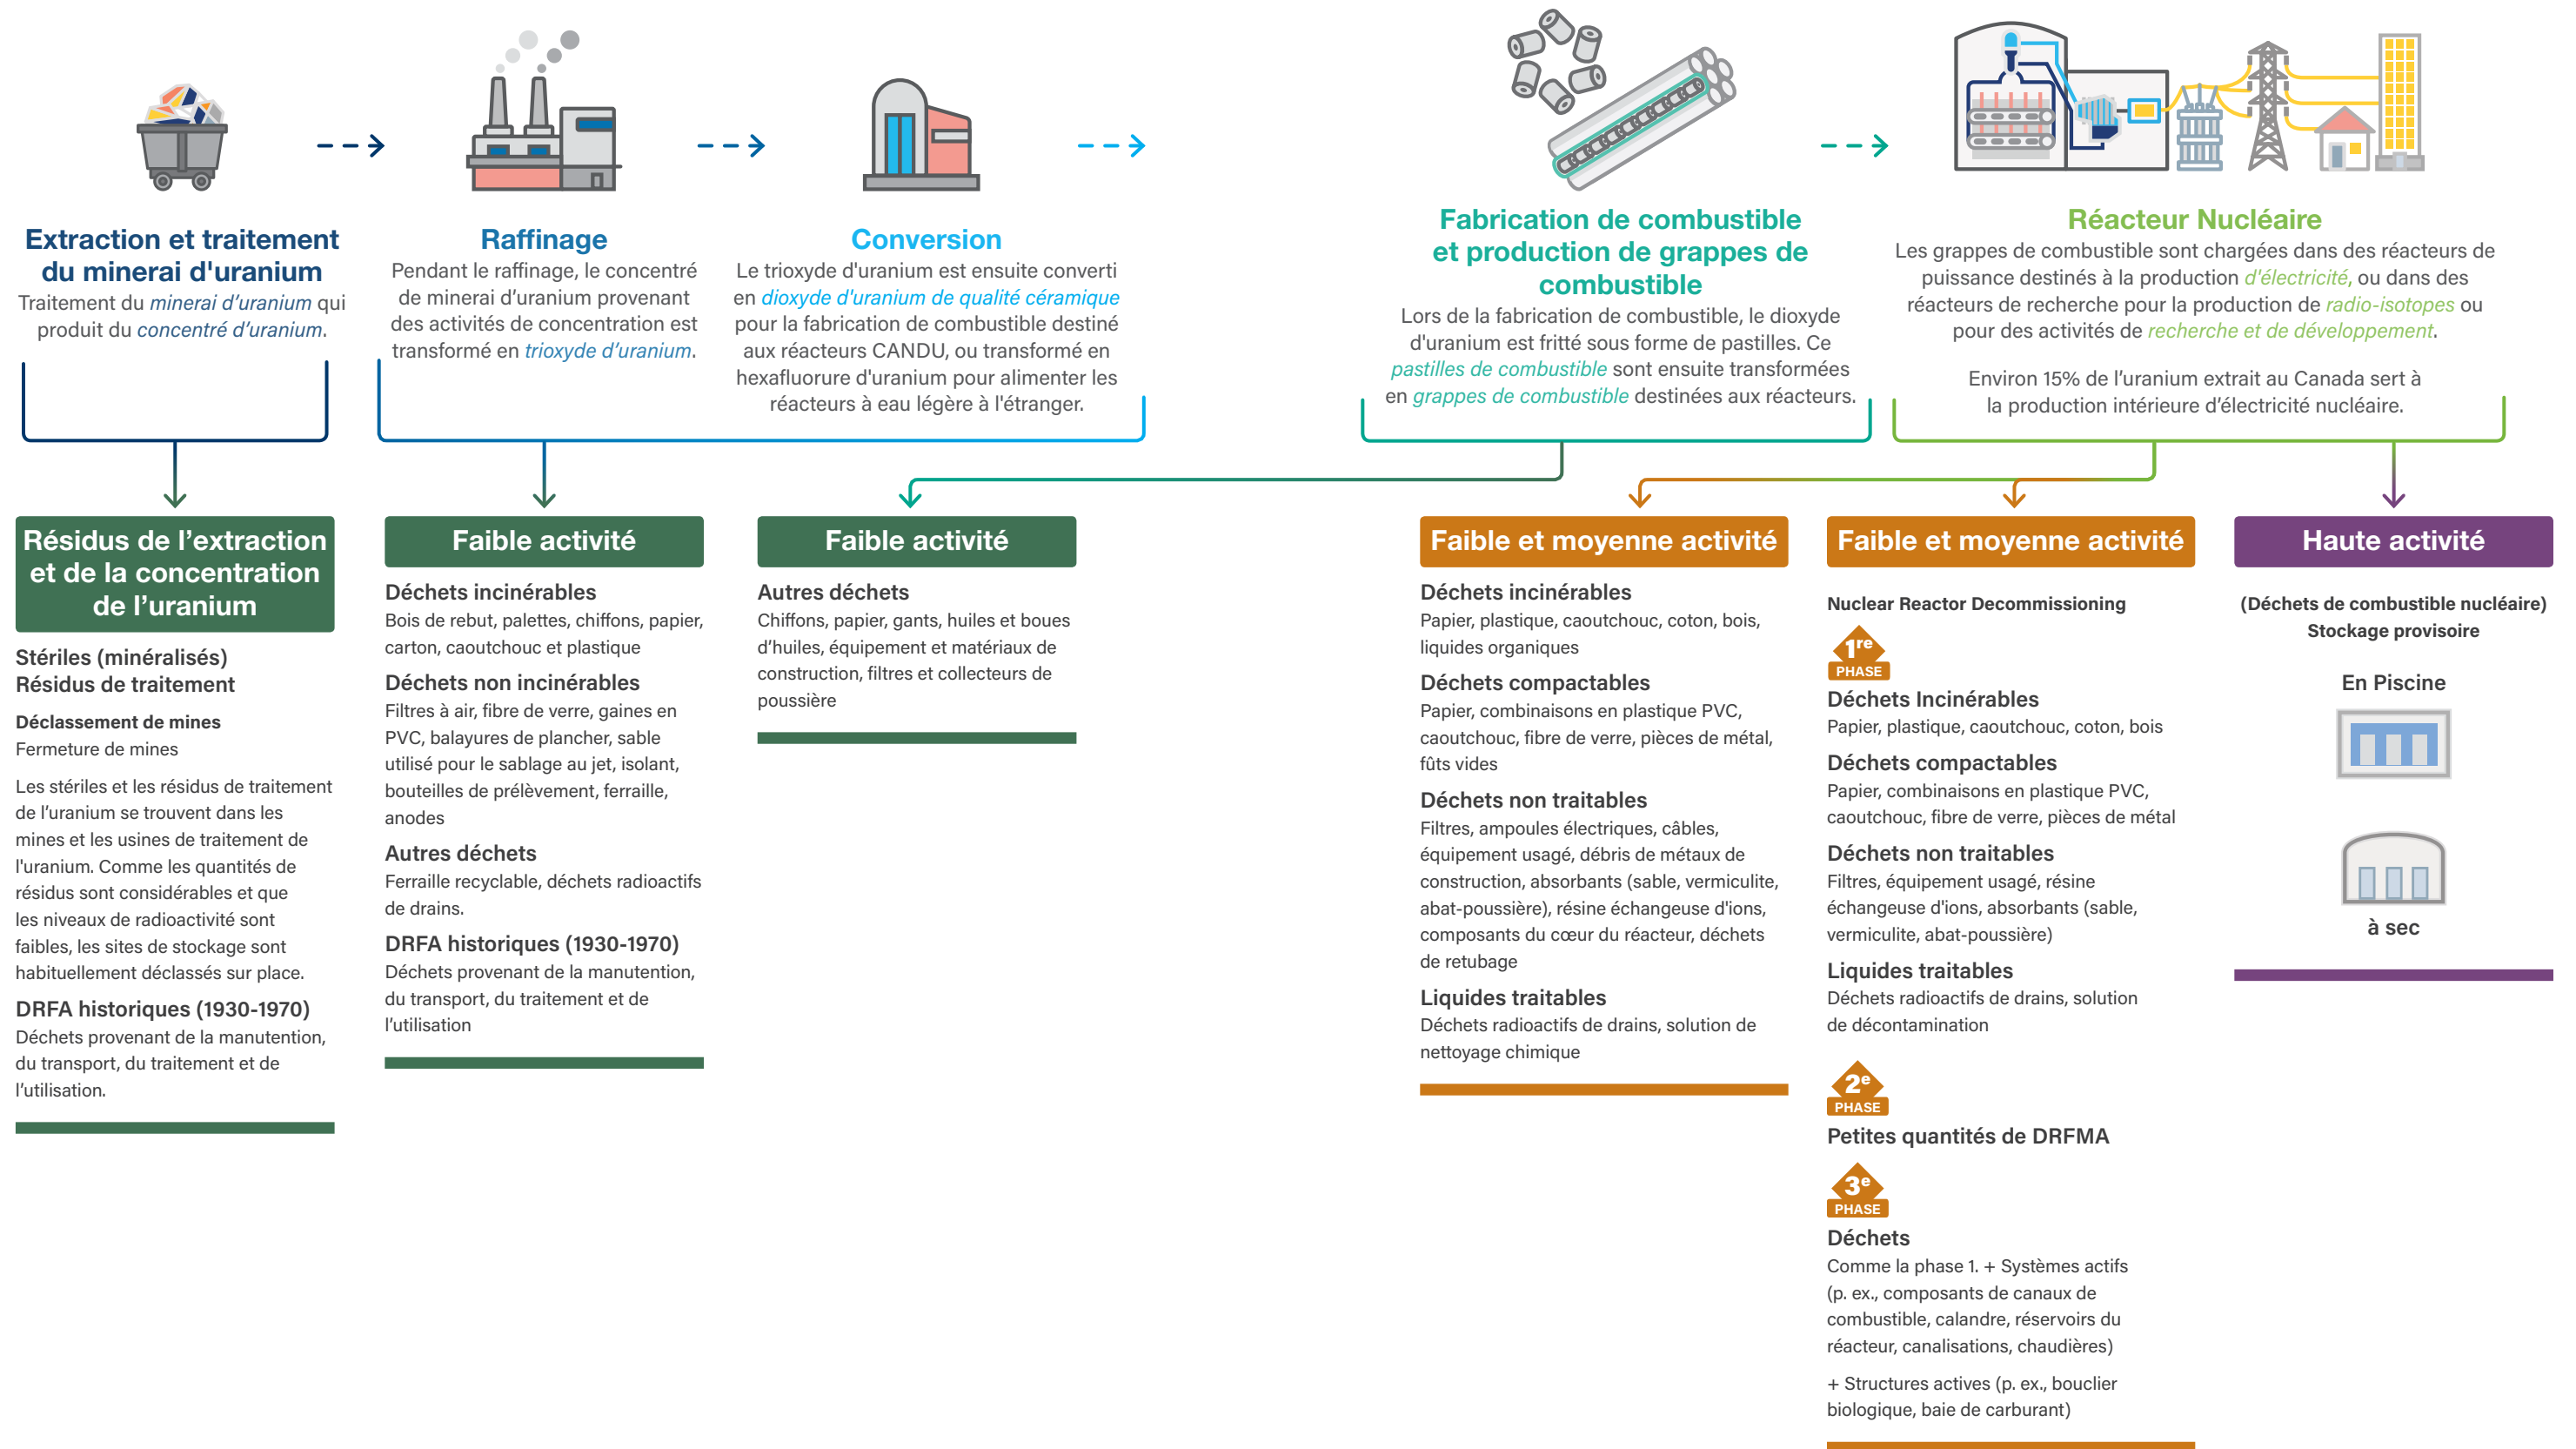 Extraction et traitement
du minerai d'uranium
Traitement du minerai d’uranium qui
produit du concentré d’uranium.
Raffinage
Pendant le raffinage, le concentré
de minerai d’uranium provenant
des activités de concentration est
transformé en trioxyde d’uranium.
Conversion
Le trioxyde d'uranium est ensuite converti
en dioxyde d'uranium de qualité céramique
pour la fabrication de combustible destiné
aux réacteurs CANDU, ou transformé en
hexafluorure d'uranium pour alimenter les
réacteurs à eau légère à l'étranger.
Fabrication de combustible
et production de grappes de
combustible
Lors de la fabrication de combustible, le dioxyde
d'uranium est fritté sous forme de pastilles. Ce
pastilles de combustible sont ensuite transformées
en grappes de combustible destinées aux réacteurs.
Réacteur Nucléaire
Les grappes de combustible sont chargées dans des réacteurs de
puissance destinés à la production d'électricité, ou dans des
réacteurs de recherche pour la production de radio-isotopes ou
pour des activités de recherche et de développement.
Environ 15% de l’uranium extrait au Canada sert à
la production intérieure d’électricité nucléaire.
Résidus de l’extraction
et de la concentration
de l’uranium
Stériles (minéralisés)
Résidus de traitement
Déclassement de mines
Fermeture de mines
Les stériles et les résidus de traitement
de l’uranium se trouvent dans les
mines et les usines de traitement de
l'uranium. Comme les quantités de
résidus sont considérables et que
les niveaux de radioactivité sont
faibles, les sites de stockage sont
habituellement déclassés sur place.
DRFA historiques (1930-1970)
Déchets provenant de la manutention,
du transport, du traitement et de
l’utilisation.
Faible activité
Déchets incinérables
Bois de rebut, palettes, chiffons, papier,
carton, caoutchouc et plastique
Déchets non incinérables
Filtres à air, fibre de verre, gaines en
PVC, balayures de plancher, sable
utilisé pour le sablage au jet, isolant,
bouteilles de prélèvement, ferraille,
anodes
Autres déchets
Ferraille recyclable, déchets radioactifs
de drains.
DRFA historiques (1930-1970)
Déchets provenant de la manutention,
du transport, du traitement et de
l’utilisation
Faible activité
Autres déchets
Chiffons, papier, gants, huiles et boues
d’huiles, équipement et matériaux de
construction, filtres et collecteurs de
poussière
Faible et moyenne activité
Déchets incinérables
Papier, plastique, caoutchouc, coton, bois,
liquides organiques
Déchets compactables
Papier, combinaisons en plastique PVC,
caoutchouc, fibre de verre, pièces de métal,
fûts vides
Déchets non traitables
Filtres, ampoules électriques, câbles,
équipement usagé, débris de métaux de
construction, absorbants (sable, vermiculite,
abat-poussière), résine échangeuse d'ions,
composants du cœur du réacteur, déchets
de retubage
Liquides traitables
Déchets radioactifs de drains, solution de
nettoyage chimique
Faible et moyenne activité
Nuclear Reactor Decommissioning
1re
PHASE
Déchets Incinérables
Papier, plastique, caoutchouc, coton, bois
Déchets compactables
Papier, combinaisons en plastique PVC,
caoutchouc, fibre de verre, pièces de métal
Déchets non traitables
Filtres, équipement usagé, résine
échangeuse d'ions, absorbants (sable,
vermiculite, abat-poussière)
Liquides traitables
Déchets radioactifs de drains, solution
de décontamination
2e
PHASE
Petites quantités de DRFMA
3e
PHASE
Déchets
Comme la phase 1. + Systèmes actifs
(p. ex., composants de canaux de
combustible, calandre, réservoirs du
réacteur, canalisations, chaudières)
+ Structures actives (p. ex., bouclier
biologique, baie de carburant)
Haute activité
(Déchets de combustible nucléaire)
Stockage provisoire
En Piscine
à sec